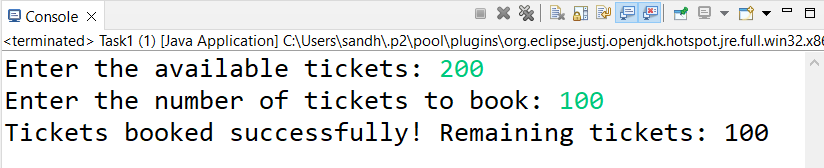 Console
<terminated> Task1 (1) [Java Application] C:\Users\sandh\.p2\pool\plugins\org.eclipse.justj.openjdk.hotspot.jre.full.win32.x86
Enter the available tickets: 200
Enter the number of tickets to book: 100
Tickets booked successfully! Remaining tickets: 100